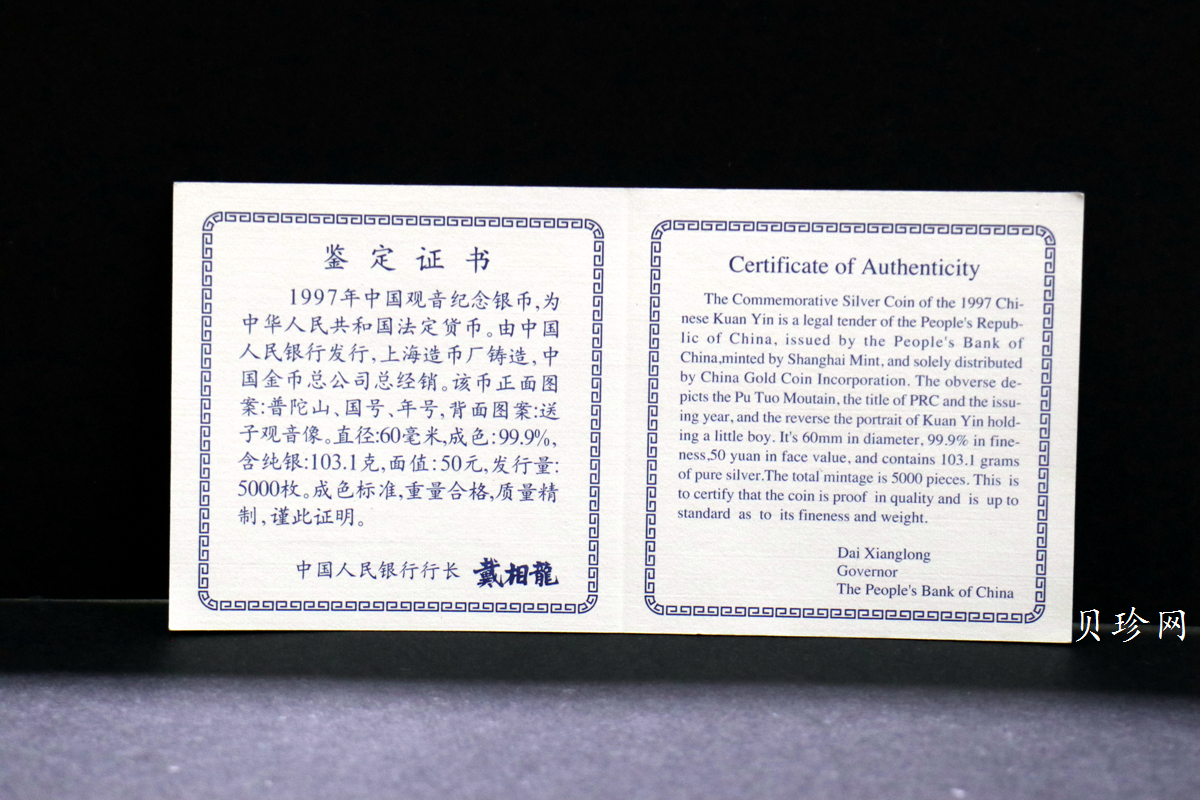 鉴定证书
1997年中国观音纪念银币,为
中华人民共和国法定货币。由中国
人民银行发行,上海造币厂铸造,中
国金币总公司总经销。该币正面图
案:普陀山、国号、年号,背面图案:送
子观音像。直径:60毫米,成色:99.9%,
含纯银:103.1克,面值:50元,发行量:
5000枚。成色标准,重量合格,质量精
制,谨此证明。
中国人民银行行长 戴相龍
Certificate of Authenticity
The Commemorative Silver Coin of the 1997 Chi-
nese Kuan Yin is a legal tender of the People's Repub-
lic of China, issued by the People's Bank of
China,minted by Shanghai Mint, and solely distributed
by China Gold Coin Incorporation. The obverse de-
picts the Pu Tuo Moutain, the title of PRC and the issu-
ing year, and the reverse the portrait of Kuan Yin hold-
ing a little boy. It's 60mm in diameter, 99.9% in fine-
ness,50 yuan in face value, and contains 103.1 grams
of pure silver.The total mintage is 5000 pieces. This is
to certify that the coin is proof in quality and is up to
standard as to its fineness and weight.
Dai Xianglong
Governor
The People's Bank of China
贝珍网